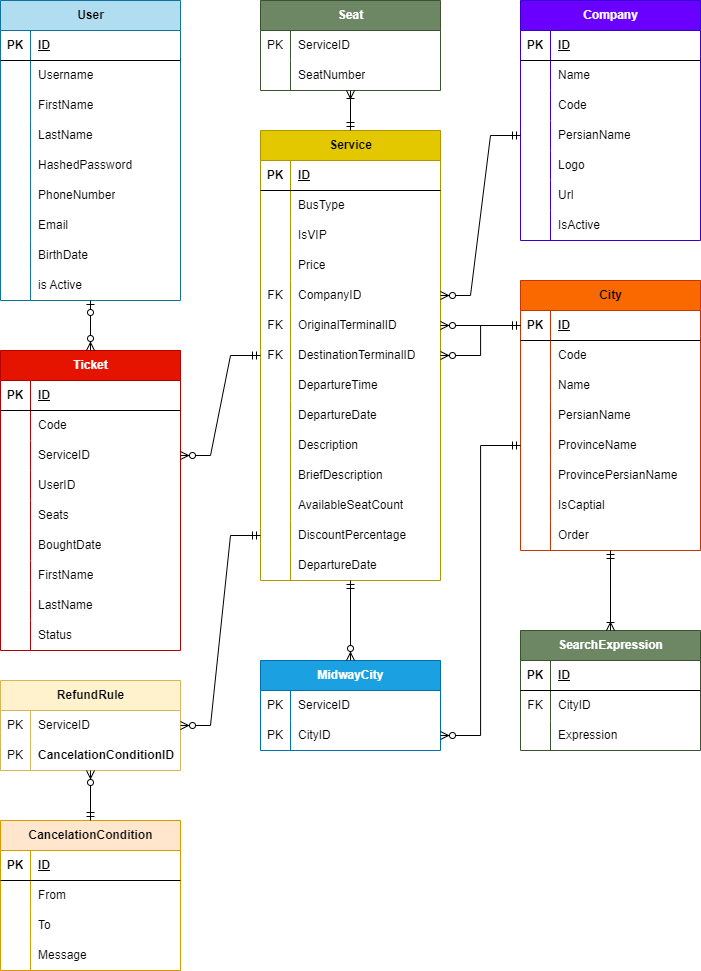 User
PK ID
Username
FirstName
LastName
HashedPassword
PhoneNumber
Email
BirthDate
is Active
Ticket
PK ID
Code
ServiceID
UserID
Seats
BoughtDate
FirstName
LastName
Status
RefundRule
PK ServiceID
PK CancelationConditionID
CancelationCondition
PK ID
From
To
Message
Seat
PK ServiceID
SeatNumber
Service
PK ID
BusType
IsVIP
Price
FK CompanyID
FK OriginalTerminalID
FK DestinationTerminalID
DepartureTime
DepartureDate
Description
BriefDescription
AvailableSeatCount
DiscountPercentage
DepartureDate
MidwayCity
PK ServiceID
PK CityID
Company
PK ID
Name
Code
PersianName
Logo
Url
IsActive
City
PK ID
Code
Name
PersianName
ProvinceName
ProvincePersianName
IsCaptial
Order
SearchExpression
PK ID
FK CityID
Expression